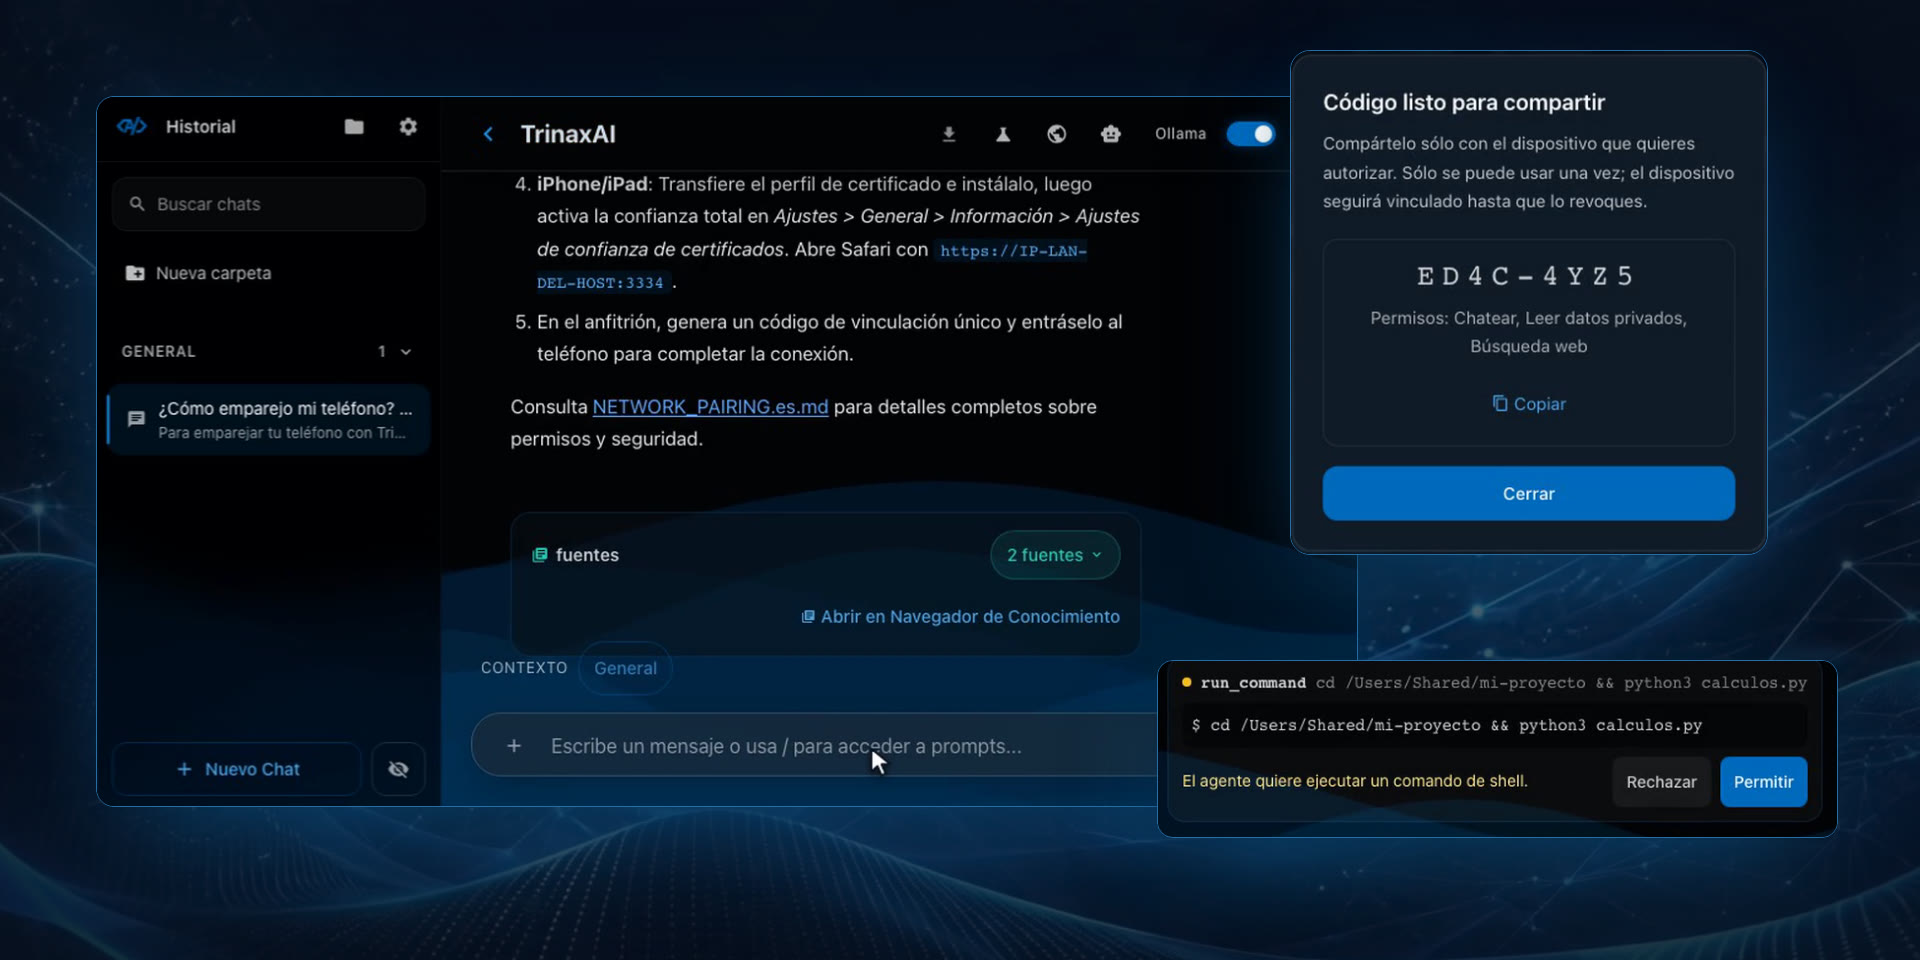 Historial
Buscar chats
Nueva carpeta
GENERAL 1
¿Cómo emparejo mi teléfono? ...
Para emparejar tu teléfono con Tri...
Nuevo Chat
TrinaxAI
Ollama
4. iPhone/iPad: Transfiere el perfil de certificado e instálalo, luego
activa la confianza total en Ajustes > General > Información > Ajustes
de confianza de certificados. Abre Safari con https://IP-LAN-
DEL-HOST:3334 .
5. En el anfitrión, genera un código de vinculación único y entráselo al
teléfono para completar la conexión.
Consulta NETWORK_PAIRING.es.md para detalles completos sobre
permisos y seguridad.
fuentes
2 fuentes
Abrir en Navegador de Conocimiento
CONTEXTO General
Escribe un mensaje o usa / para acceder a prompts...
Código listo para compartir
Compártelo sólo con el dispositivo que quieres
autorizar. Sólo se puede usar una vez; el dispositivo
seguirá vinculado hasta que lo revoques.
ED4C-4YZ5
Permisos: Chatear, Leer datos privados,
Búsqueda web
Copiar
Cerrar
run_command cd /Users/Shared/mi-proyecto && python3 calculos.py
$ cd /Users/Shared/mi-proyecto && python3 calculos.py
El agente quiere ejecutar un comando de shell.
Rechazar
Permitir